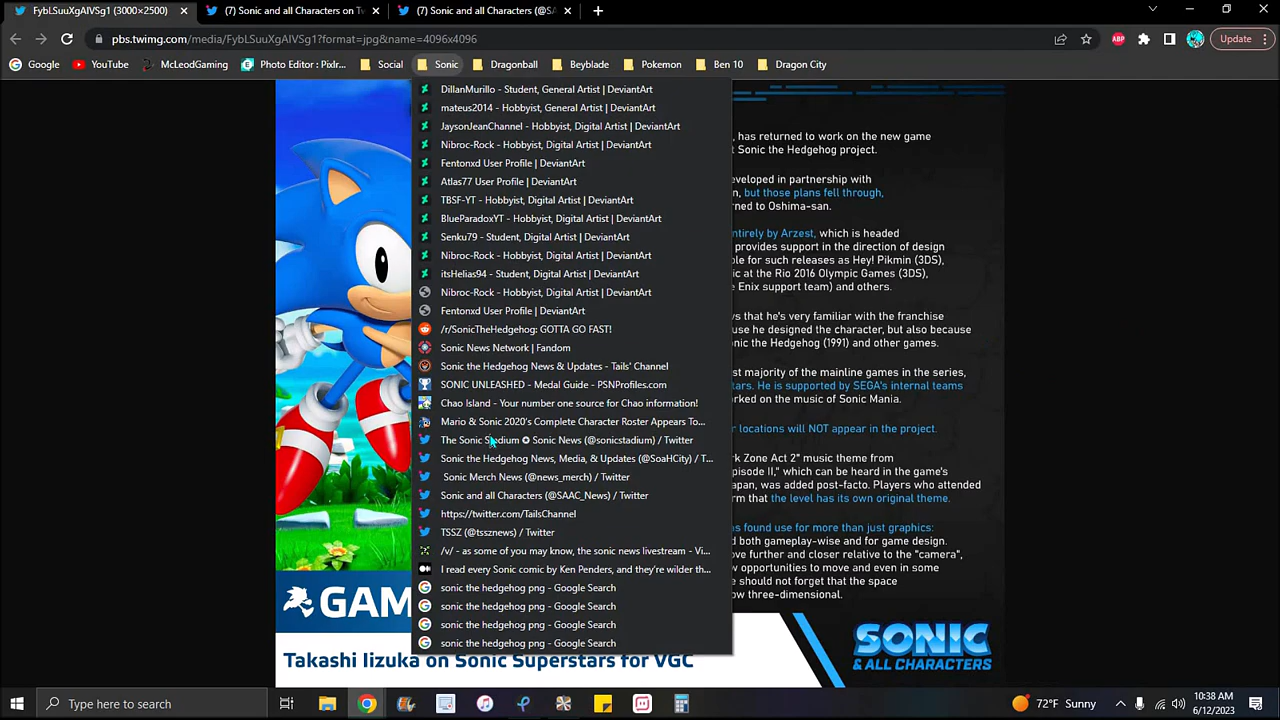 FybLSuuXgAIVSg1 (3000×2500)
(7) Sonic and all Characters on Tw
(7) Sonic and all Characters (@SA
pbs.twimg.com/media/FybLSuuXgAIVSg1?format=jpg&name=4096x4096
ABP
Update
Google
YouTube
McLeodGaming
Photo Editor : Pixlr...
Social
Sonic
Dragonball
Beyblade
Pokemon
Ben 10
Dragon City
DillanMurillo - Student, General Artist | DeviantArt
mateus2014 - Hobbyist, General Artist | DeviantArt
JaysonJeanChannel - Hobbyist, Digital Artist | DeviantArt
Nibroc-Rock - Hobbyist, Digital Artist | DeviantArt
Fentonxd User Profile | DeviantArt
Atlas77 User Profile | DeviantArt
TBSF-YT - Hobbyist, Digital Artist | DeviantArt
BlueParadoxYT - Hobbyist, Digital Artist | DeviantArt
Senku79 - Student, Digital Artist | DeviantArt
Nibroc-Rock - Hobbyist, Digital Artist | DeviantArt
itsHelias94 - Student, Digital Artist | DeviantArt
Nibroc-Rock - Hobbyist, Digital Artist | DeviantArt
Fentonxd User Profile | DeviantArt
/r/SonicTheHedgehog: GOTTA GO FAST!
Sonic News Network | Fandom
Sonic the Hedgehog News & Updates - Tails' Channel
SONIC UNLEASHED - Medal Guide - PSNProfiles.com
Chao Island - Your number one source for Chao information!
Mario & Sonic 2020's Complete Character Roster Appears To...
The Sonic Stadium ✪ Sonic News (@sonicstadium) / Twitter
Sonic the Hedgehog News, Media, & Updates (@SoaHCity) / T...
Sonic Merch News (@news_merch) / Twitter
Sonic and all Characters (@SAAC_News) / Twitter
https://twitter.com/TailsChannel
TSSZ (@tssznews) / Twitter
/v/ - as some of you may know, the sonic news livestream - Vi...
I read every Sonic comic by Ken Penders, and they're wilder th...
sonic the hedgehog png - Google Search
sonic the hedgehog png - Google Search
sonic the hedgehog png - Google Search
sonic the hedgehog png - Google Search
, has returned to work on the new game
t Sonic the Hedgehog project.
eveloped in partnership with
n, but those plans fell through,
rned to Oshima-san.
entirely by Arzest, which is headed
provides support in the direction of design
ble for such releases as Hey! Pikmin (3DS),
ic at the Rio 2016 Olympic Games (3DS),
e Enix support team) and others.
ys that he's very familiar with the franchise
use he designed the character, but also because
onic the Hedgehog (1991) and other games.
st majority of the mainline games in the series,
tars. He is supported by SEGA's internal teams
orked on the music of Sonic Mania.
r locations will NOT appear in the project.
rk Zone Act 2" music theme from
pisode II," which can be heard in the game's
apan, was added post-facto. Players who attended
rm that the level has its own original theme.
s found use for more than just graphics:
d both gameplay-wise and for game design.
ove further and closer relative to the "camera",
w opportunities to move and even in some
e should not forget that the space
ow three-dimensional.
GAM
Takashi Iizuka on Sonic Superstars for VGC
SONIC
& ALL CHARACTERS
Type here to search
72°F Sunny
10:38 AM
6/12/2023